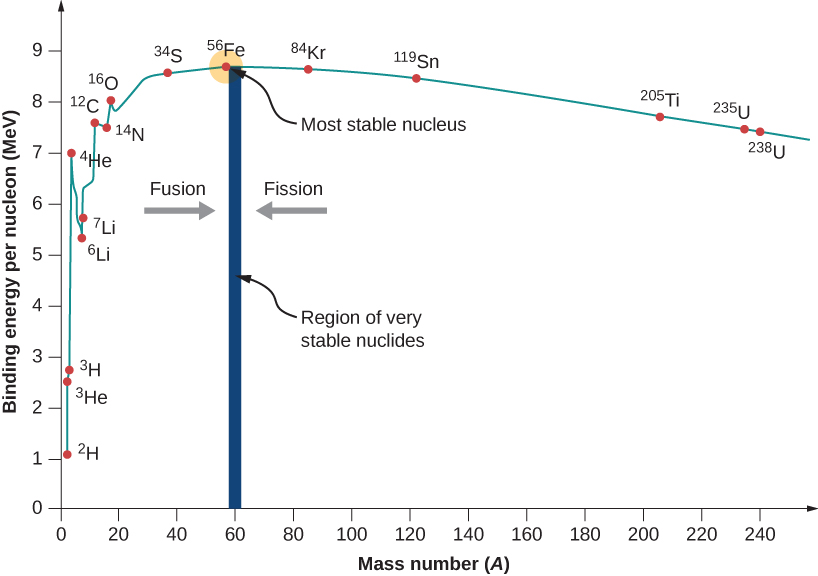 9
8
7
6
5
4
3
2
1
0
Binding energy per nucleon (MeV)
³⁴S
⁵⁶Fe
⁸⁴Kr
¹¹⁹Sn
¹⁶O
¹²C
¹⁴N
²⁰⁵Ti
²³⁵U
²³⁸U
Most stable nucleus
⁴He
Fusion
Fission
⁷Li
⁶Li
Region of very
stable nuclides
³H
³He
²H
0 20 40 60 80 100 120 140 160 180 200 220 240
Mass number (A)